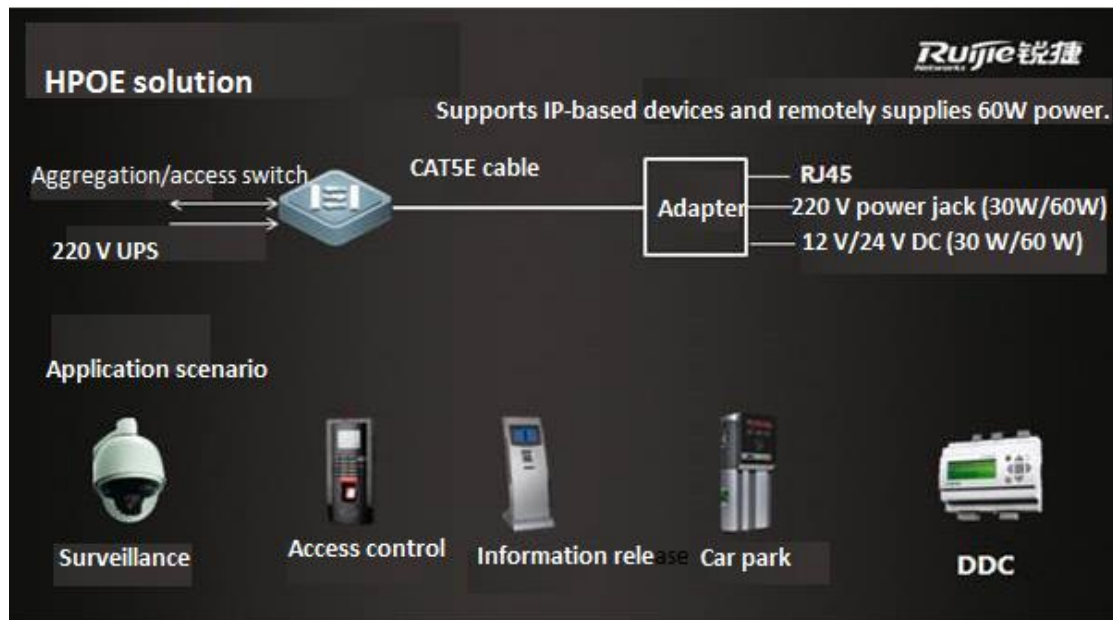 Ruijie锐捷
Networks
HPOE solution
Supports IP-based devices and remotely supplies 60W power.
Aggregation/access switch
CAT5E cable
RJ45
Adapter
220 V power jack (30W/60W)
12 V/24 V DC (30 W/60 W)
220 V UPS
Application scenario
Surveillance
Access control
Information release
Car park
DDC